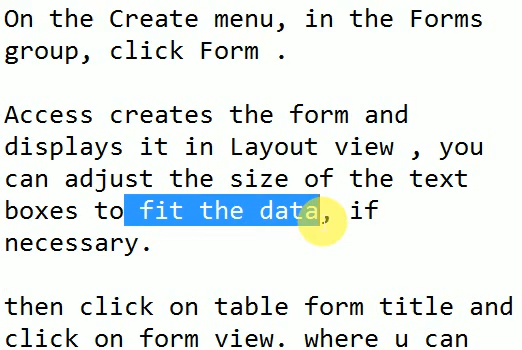 On the Create menu, in the Forms
group, click Form .
Access creates the form and
displays it in Layout view , you
can adjust the size of the text
boxes to fit the data, if
necessary.
then click on table form title and
click on form view. where u can